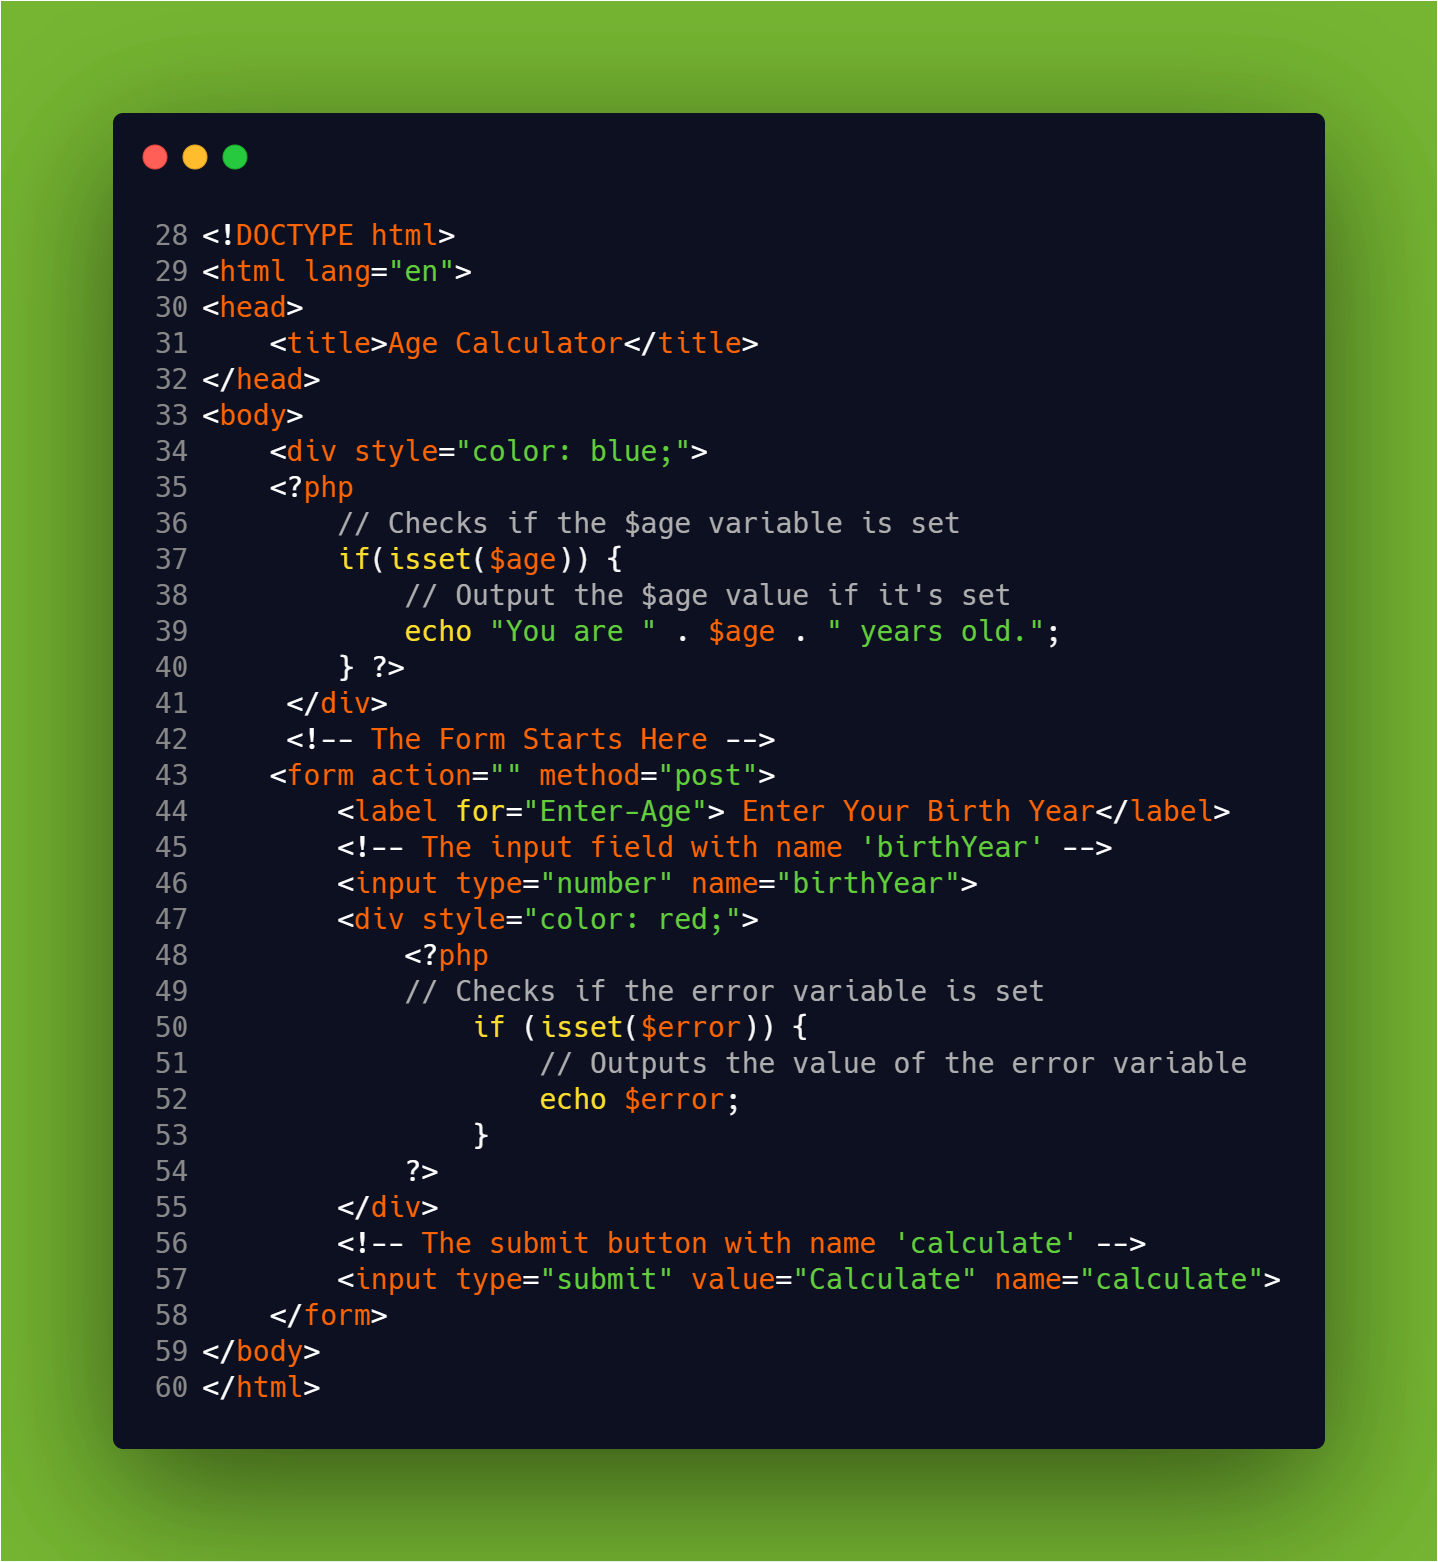 28 <!DOCTYPE html>
29 <html lang="en">
30 <head>
31     <title>Age Calculator</title>
32 </head>
33 <body>
34     <div style="color: blue;">
35     <?php
36         // Checks if the $age variable is set
37         if(isset($age)) {
38             // Output the $age value if it's set
39             echo "You are " . $age . " years old.";
40         } ?>
41      </div>
42      <!-- The Form Starts Here -->
43     <form action="" method="post">
44         <label for="Enter-Age"> Enter Your Birth Year</label>
45         <!-- The input field with name 'birthYear' -->
46         <input type="number" name="birthYear">
47         <div style="color: red;">
48             <?php
49             // Checks if the error variable is set
50                 if (isset($error)) {
51                     // Outputs the value of the error variable
52                     echo $error;
53                 }
54             ?>
55         </div>
56         <!-- The submit button with name 'calculate' -->
57         <input type="submit" value="Calculate" name="calculate">
58     </form>
59 </body>
60 </html>